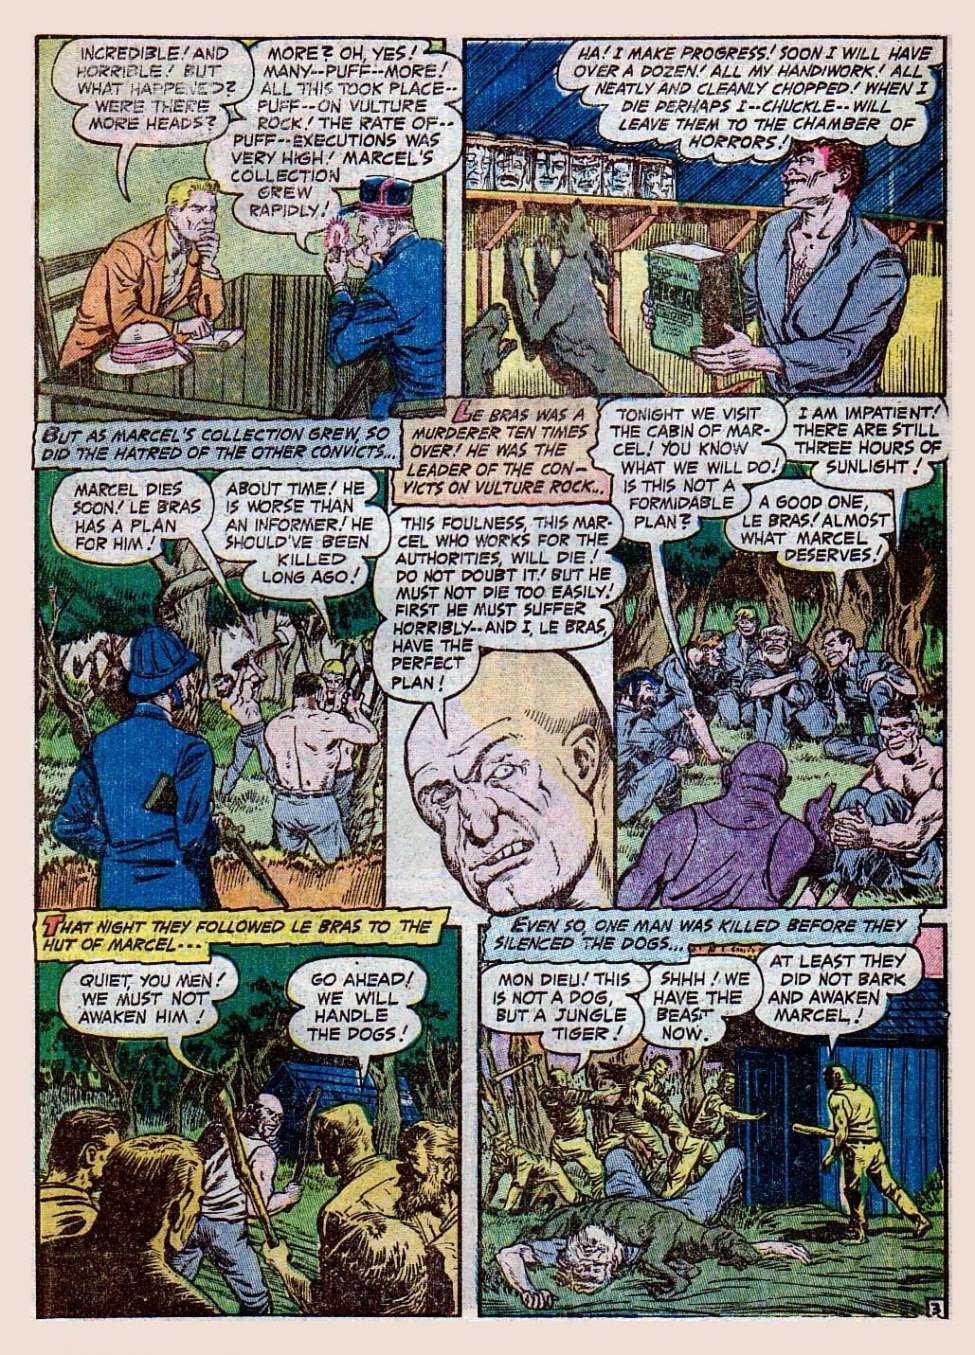 INCREDIBLE! AND
HORRIBLE! BUT
WHAT HAPPENED?
WERE THERE
MORE HEADS?
MORE? OH, YES!
MANY--PUFF--MORE!
ALL THIS TOOK PLACE--
PUFF--ON VULTURE
ROCK! THE RATE OF--
PUFF--EXECUTIONS WAS
VERY HIGH! MARCEL'S
COLLECTION
GREW
RAPIDLY!
HA! I MAKE PROGRESS! SOON I WILL HAVE
OVER A DOZEN! ALL MY HANDIWORK! ALL
NEATLY AND CLEANLY CHOPPED! WHEN I
DIE PERHAPS I--CHUCKLE--WILL
LEAVE THEM TO THE CHAMBER OF
HORRORS!
BUT AS MARCEL'S COLLECTION GREW, SO
DID THE HATRED OF THE OTHER CONVICTS...
MARCEL DIES
SOON! LE BRAS
HAS A PLAN
FOR HIM!
ABOUT TIME! HE
IS WORSE THAN
AN INFORMER! HE
SHOULD'VE BEEN
KILLED
LONG AGO!
LE BRAS WAS A
MURDERER TEN TIMES
OVER! HE WAS THE
LEADER OF THE CON-
VICTS ON VULTURE ROCK...
THIS FOULNESS, THIS MAR-
CEL WHO WORKS FOR THE
AUTHORITIES, WILL DIE!
DO NOT DOUBT IT! BUT HE
MUST NOT DIE TOO EASILY!
FIRST HE MUST SUFFER
HORRIBLY--AND I, LE BRAS,
HAVE THE
PERFECT
PLAN!
TONIGHT WE VISIT
THE CABIN OF MAR-
CEL! YOU KNOW
WHAT WE WILL DO!
IS THIS NOT A
FORMIDABLE
PLAN?
I AM IMPATIENT!
THERE ARE STILL
THREE HOURS OF
SUNLIGHT!
A GOOD ONE,
LE BRAS! ALMOST
WHAT MARCEL
DESERVES!
THAT NIGHT THEY FOLLOWED LE BRAS TO THE
HUT OF MARCEL---
QUIET, YOU MEN!
WE MUST NOT
AWAKEN HIM!
GO AHEAD!
WE WILL
HANDLE
THE DOGS!
EVEN SO, ONE MAN WAS KILLED BEFORE THEY
SILENCED THE DOGS...
MON DIEU! THIS
IS NOT A DOG,
BUT A JUNGLE
TIGER!
SHHH! WE
HAVE THE
BEAST
NOW.
AT LEAST THEY
DID NOT BARK
AND AWAKEN
MARCEL!
3